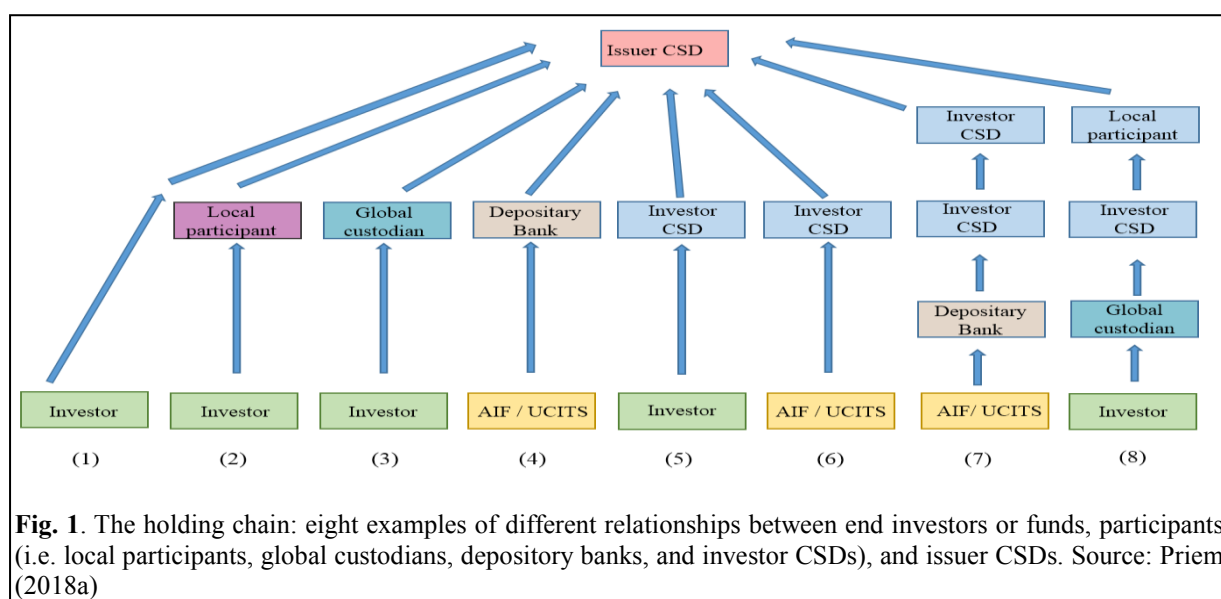 Issuer CSD
Investor
CSD
Local
participant
Local
participant
Global
custodian
Depositary
Bank
Investor
CSD
Investor
CSD
Investor
CSD
Investor
CSD
Depositary
Bank
Global
custodian
Investor
Investor
Investor
AIF / UCITS
Investor
AIF / UCITS
AIF/ UCITS
Investor
(1)
(2)
(3)
(4)
(5)
(6)
(7)
(8)
Fig. 1. The holding chain: eight examples of different relationships between end investors or funds, participants
(i.e. local participants, global custodians, depository banks, and investor CSDs), and issuer CSDs. Source: Priem
(2018a)